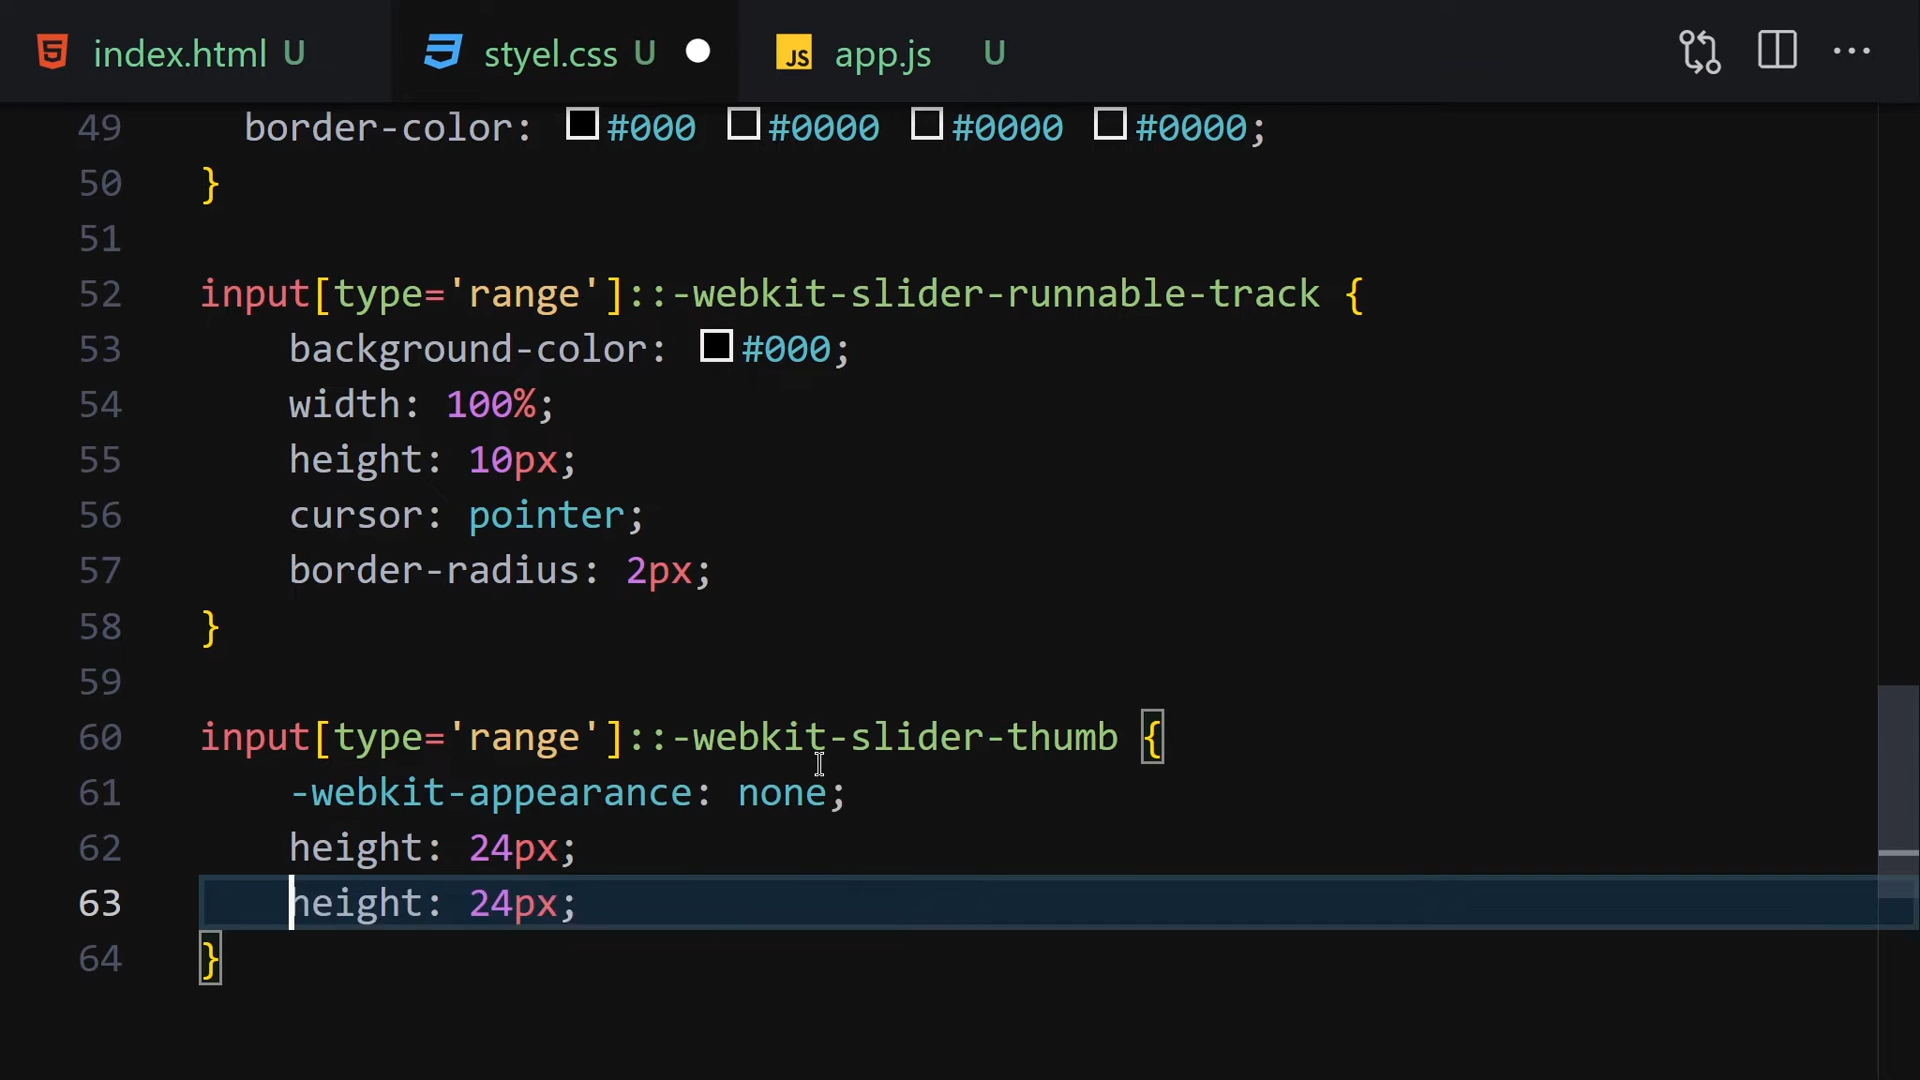 index.html U styel.css U app.js U
49 border-color: #000 #0000 #0000 #0000;
50 }
51
52 input[type='range']::-webkit-slider-runnable-track {
53 background-color: #000;
54 width: 100%;
55 height: 10px;
56 cursor: pointer;
57 border-radius: 2px;
58 }
59
60 input[type='range']::-webkit-slider-thumb {
61 -webkit-appearance: none;
62 height: 24px;
63 height: 24px;
64 }